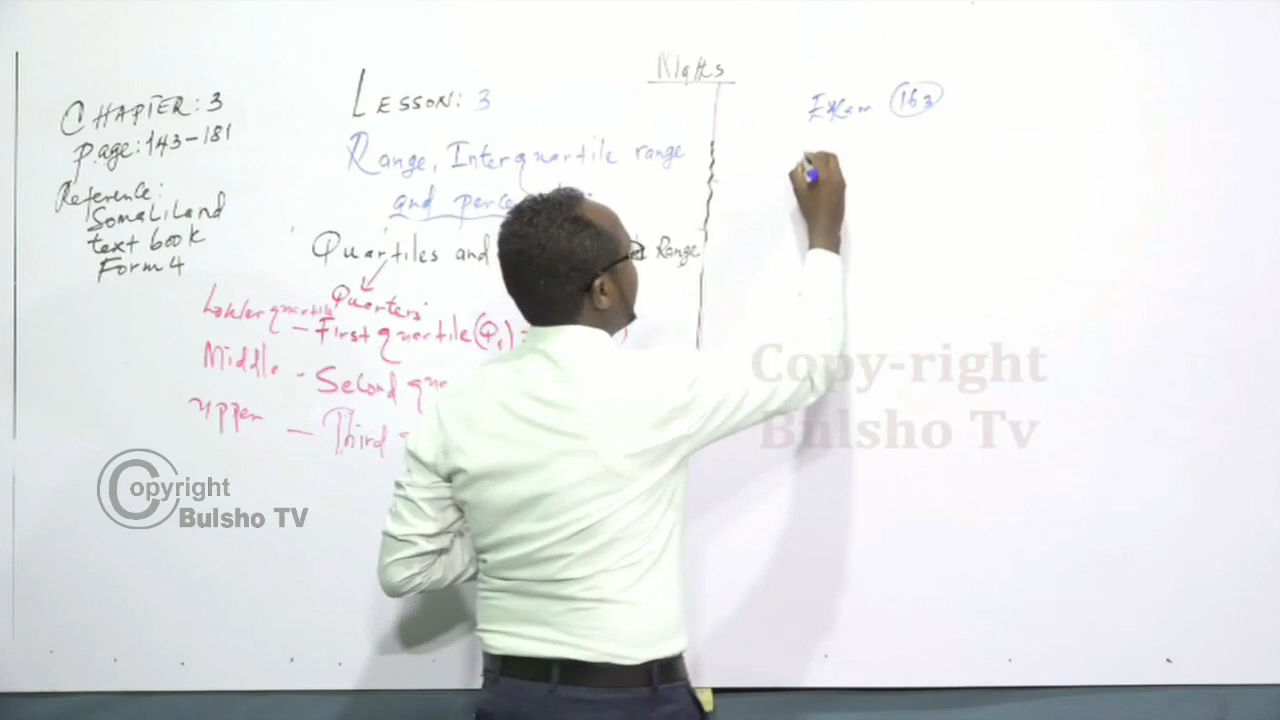 Maths
CHAPTER: 3
Page: 143-181
Reference:
Somaliland
text book
Form 4
LESSON: 3
Range, Interquartile range
and
Quartiles and Range
Quarters
Lower quartile
- First quartile (Q1) =
Middle - Second
Upper - Third
Exam 163
Copy-right
Bulsho Tv
Copyright
Bulsho TV